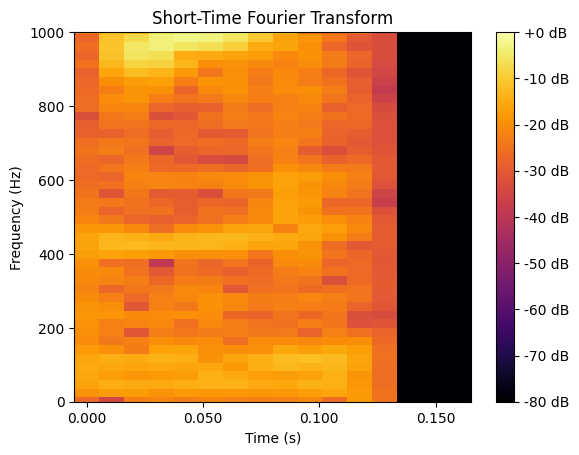 Short-Time Fourier Transform
Frequency (Hz)
1000
800
600
400
200
0
0.000
0.050
0.100
0.150
Time (s)
+0 dB
-10 dB
-20 dB
-30 dB
-40 dB
-50 dB
-60 dB
-70 dB
-80 dB